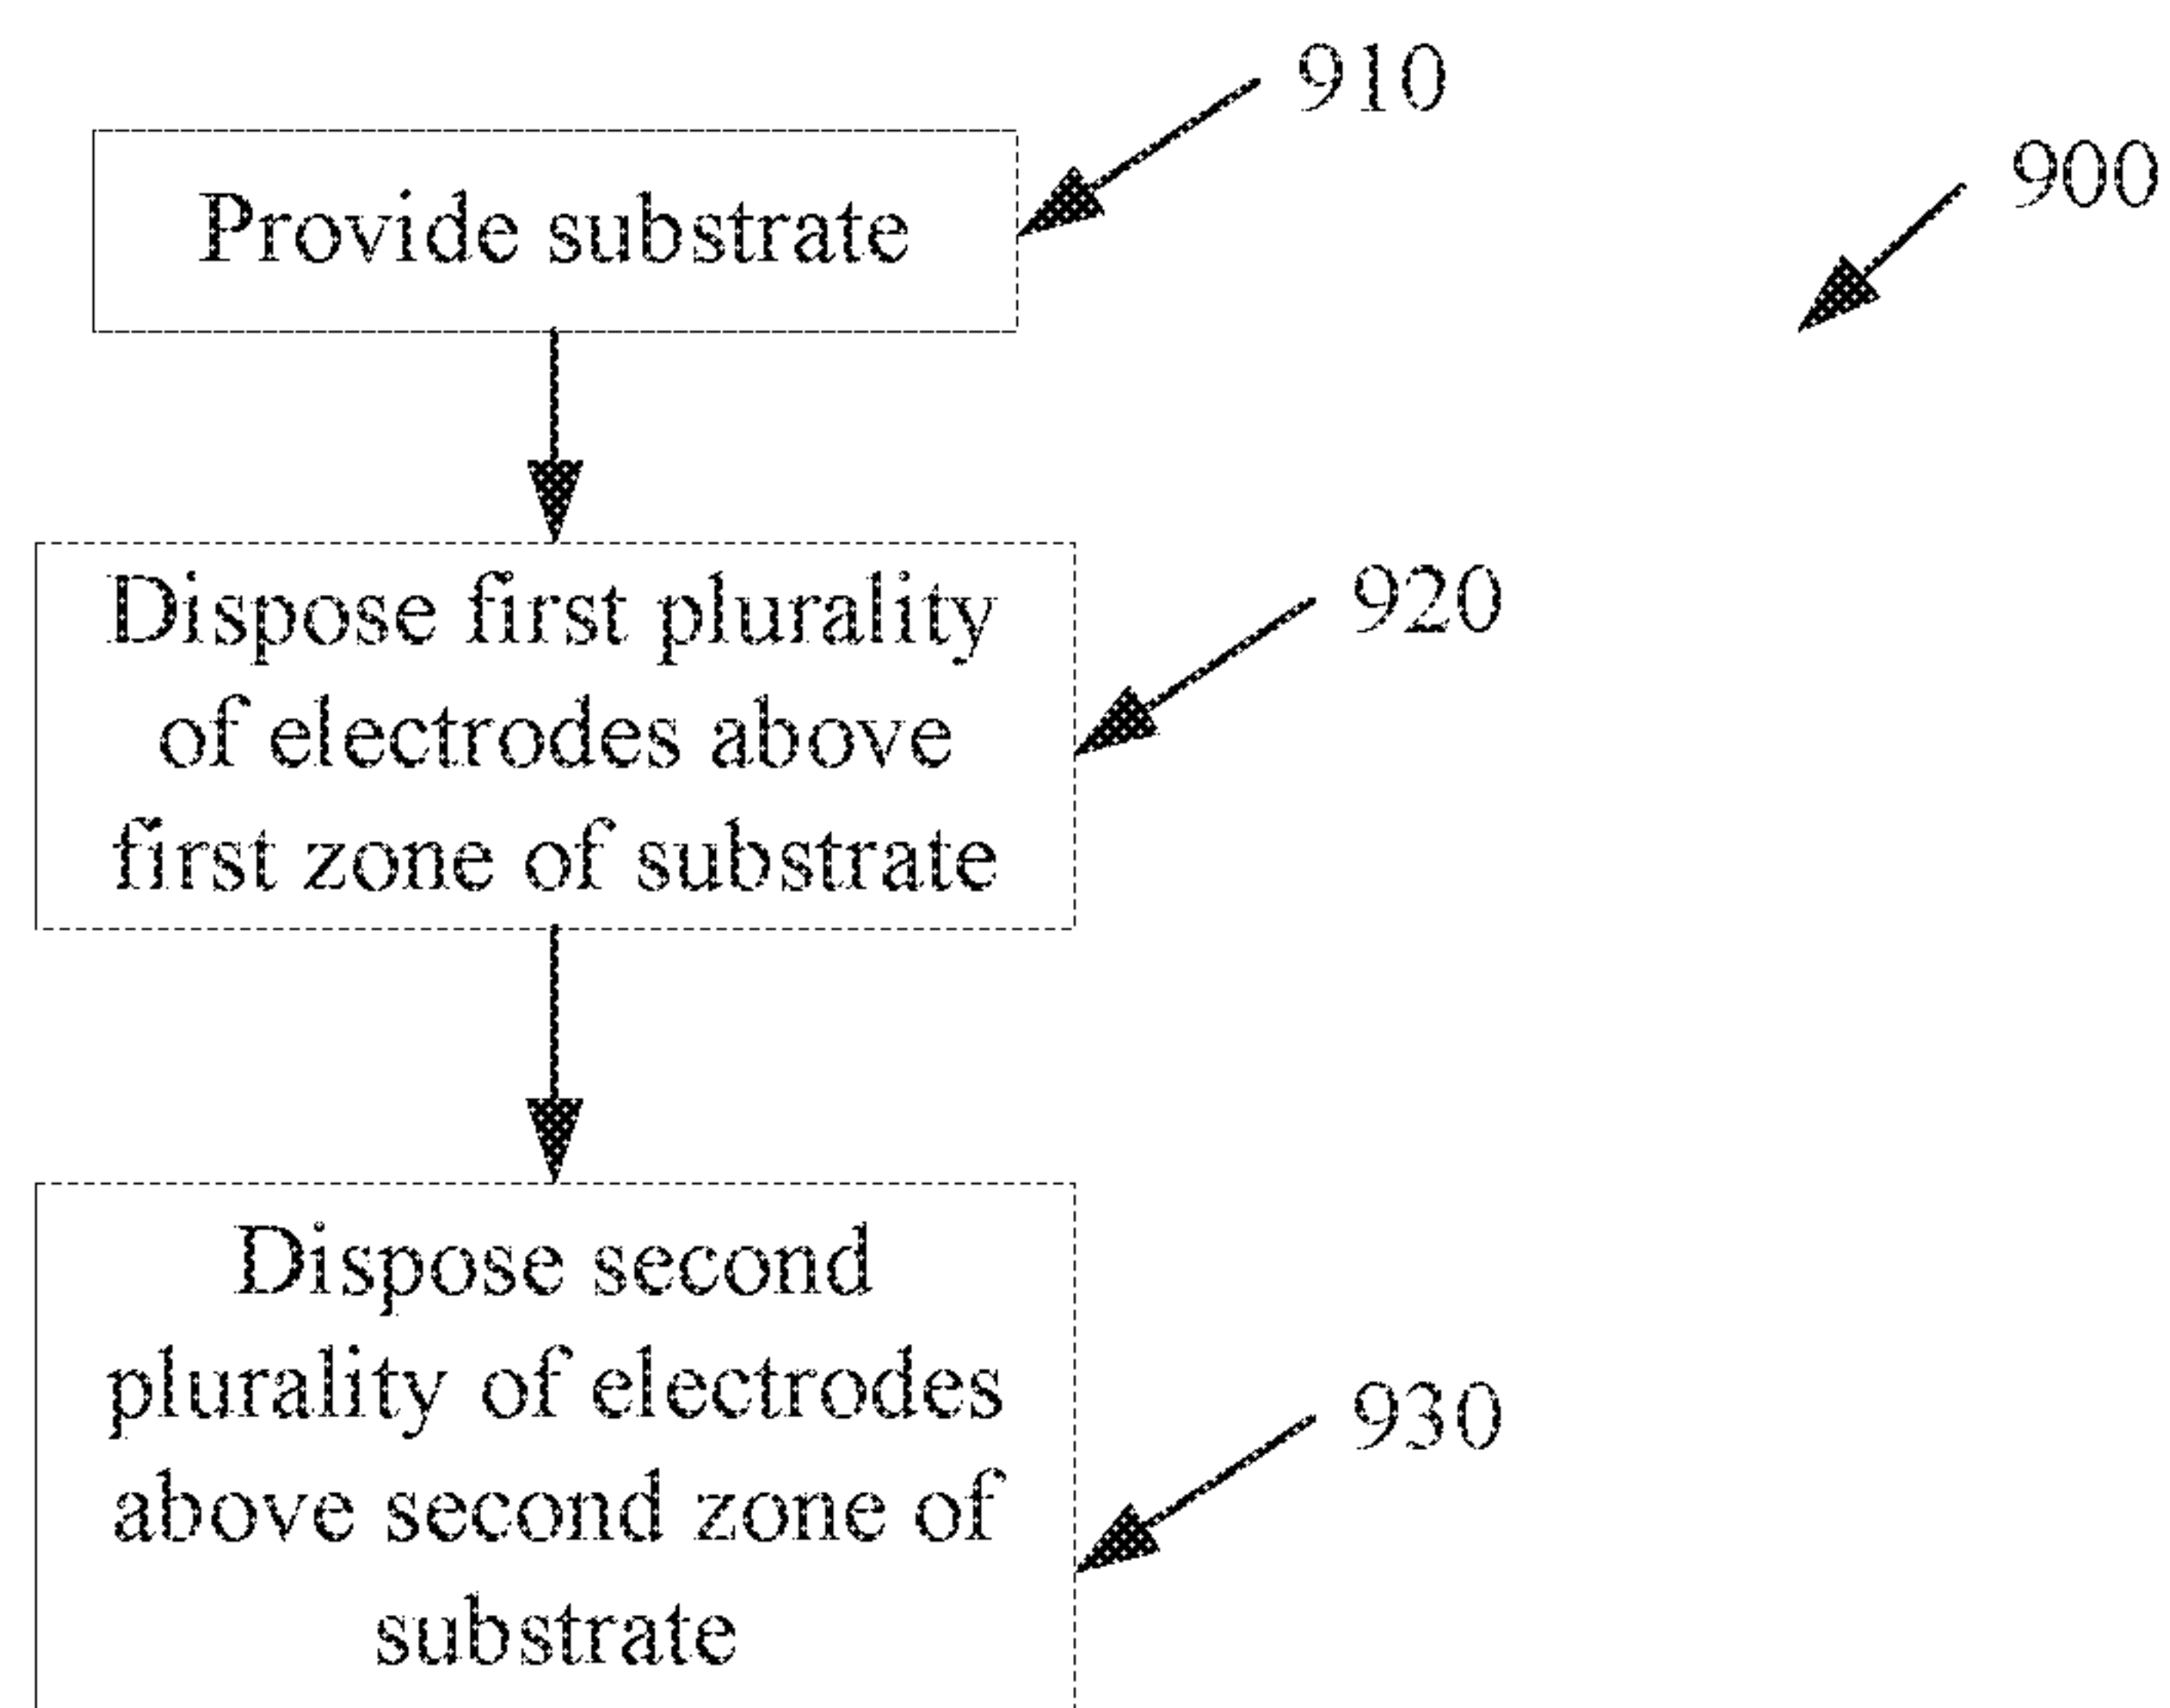 910
900
Provide substrate
Dispose first plurality
of electrodes above
first zone of substrate
920
Dispose second
plurality of electrodes
above second zone of
substrate
930